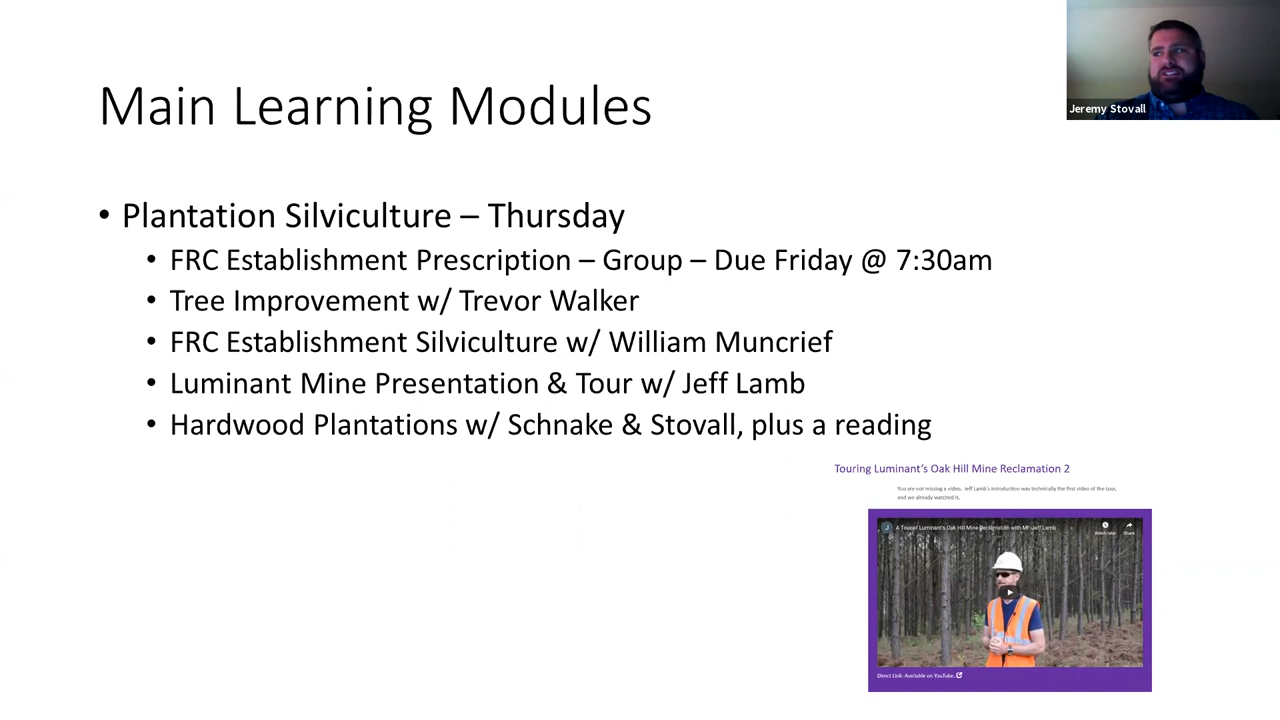 Main Learning Modules
Jeremy Stovall
• Plantation Silviculture – Thursday
• FRC Establishment Prescription – Group – Due Friday @ 7:30am
• Tree Improvement w/ Trevor Walker
• FRC Establishment Silviculture w/ William Muncrief
• Luminant Mine Presentation & Tour w/ Jeff Lamb
• Hardwood Plantations w/ Schnake & Stovall, plus a reading
Touring Luminant's Oak Hill Mine Reclamation 2
You are not missing a video. Jeff Lamb's introduction was technically the first video of the tour,
and we already watched it.
J
A Tour of Luminant's Oak Hill Mine Reclamation with Mr. Jeff Lamb
Watch later
Share
Direct Link: Available on YouTube.